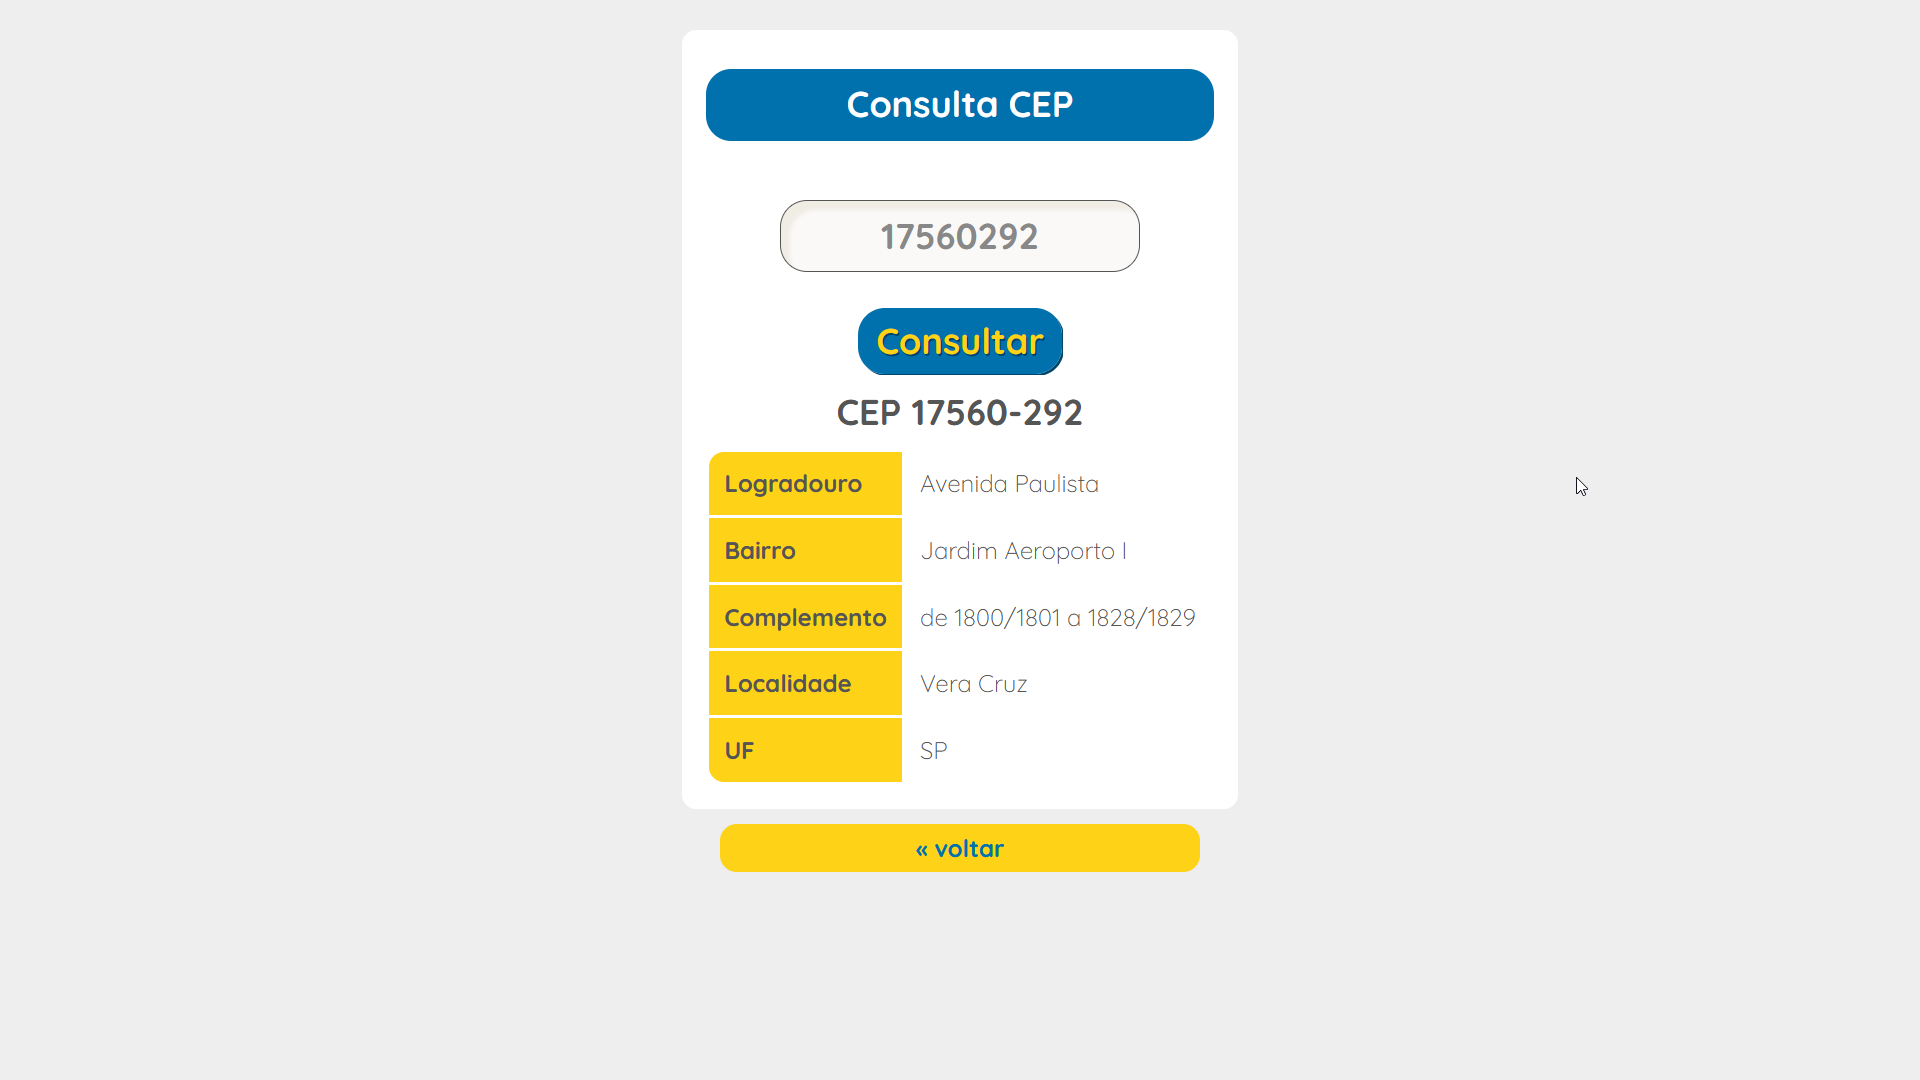 Consulta CEP
17560292
Consultar
CEP 17560-292
Logradouro Avenida Paulista
Bairro Jardim Aeroporto I
Complemento de 1800/1801 a 1828/1829
Localidade Vera Cruz
UF SP
« voltar